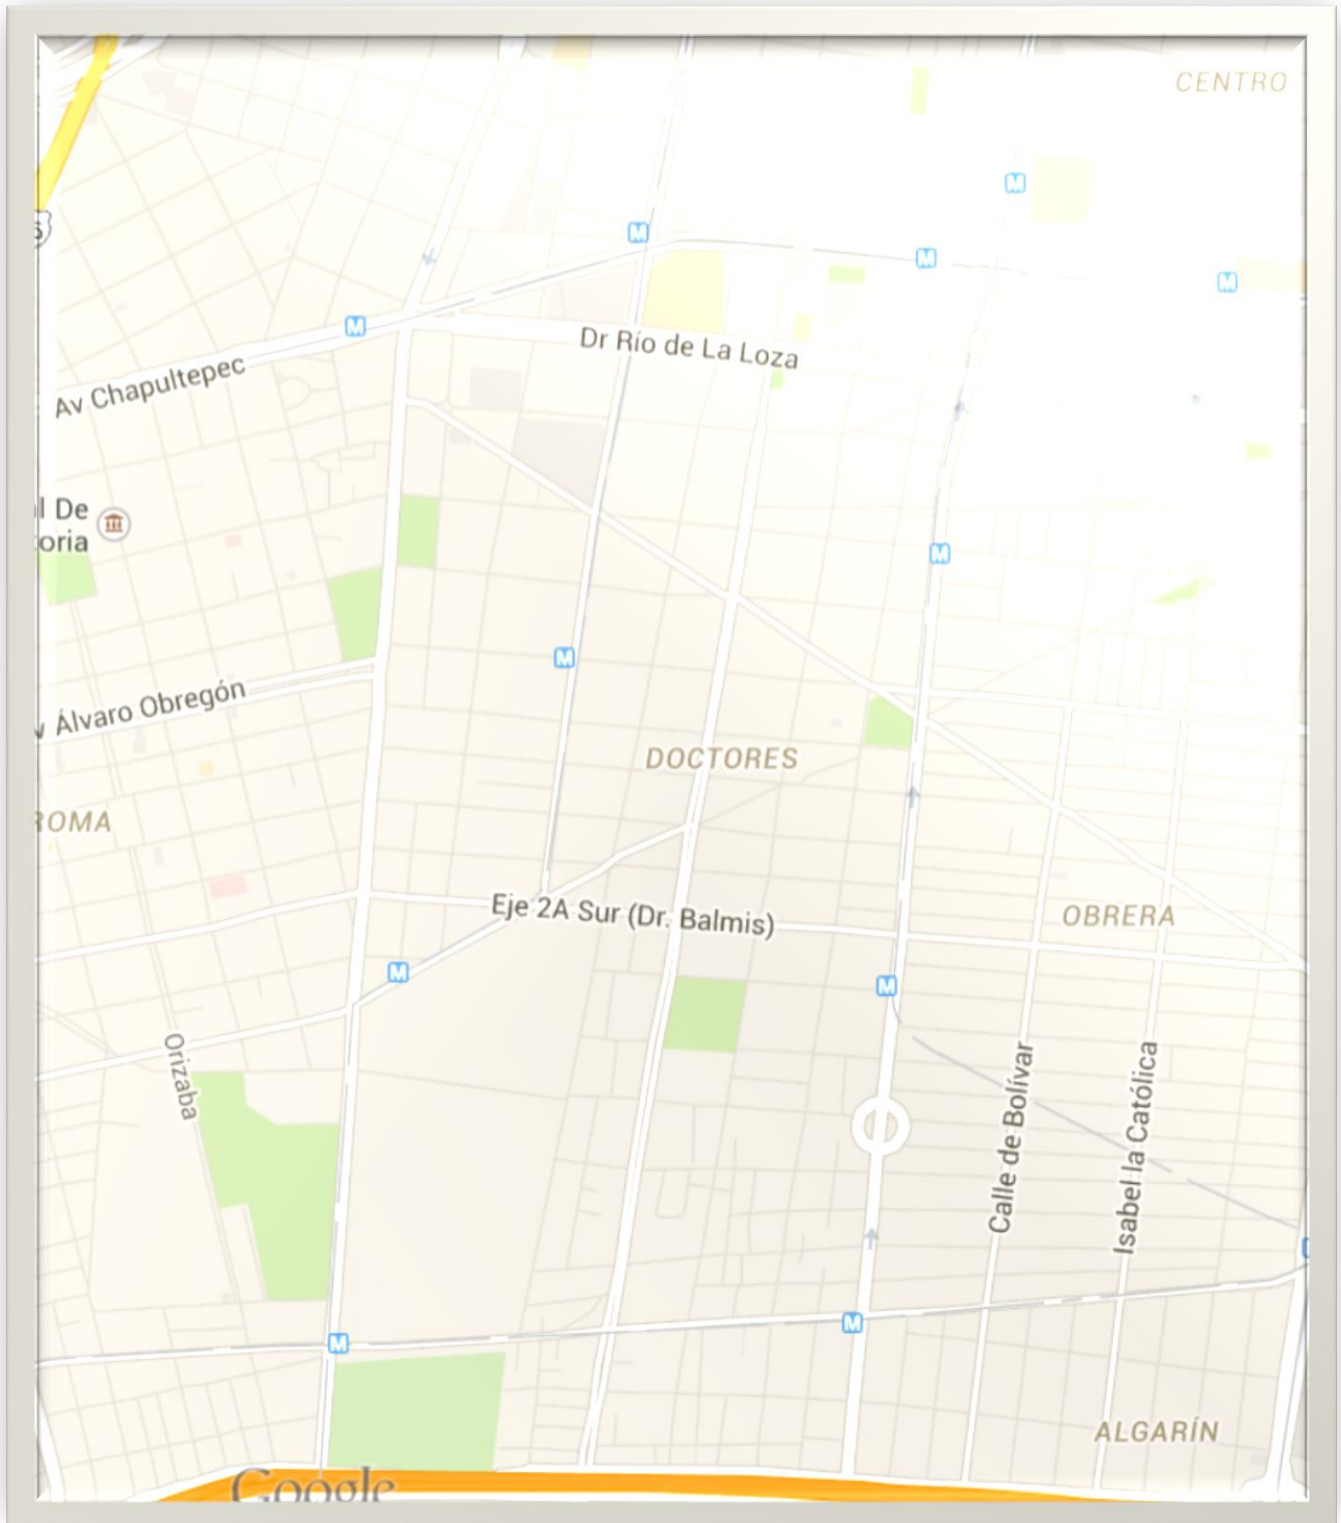 CENTRO
M
M
M
M
M
6
M
Dr Río de La Loza
Av Chapultepec
l De
oria
M
M
v Álvaro Obregón
DOCTORES
ROMA
Eje 2A Sur (Dr. Balmis)
OBRERA
M
M
Orizaba
Calle de Bolívar
Isabel la Católica
M
M
ALGARÍN
Google